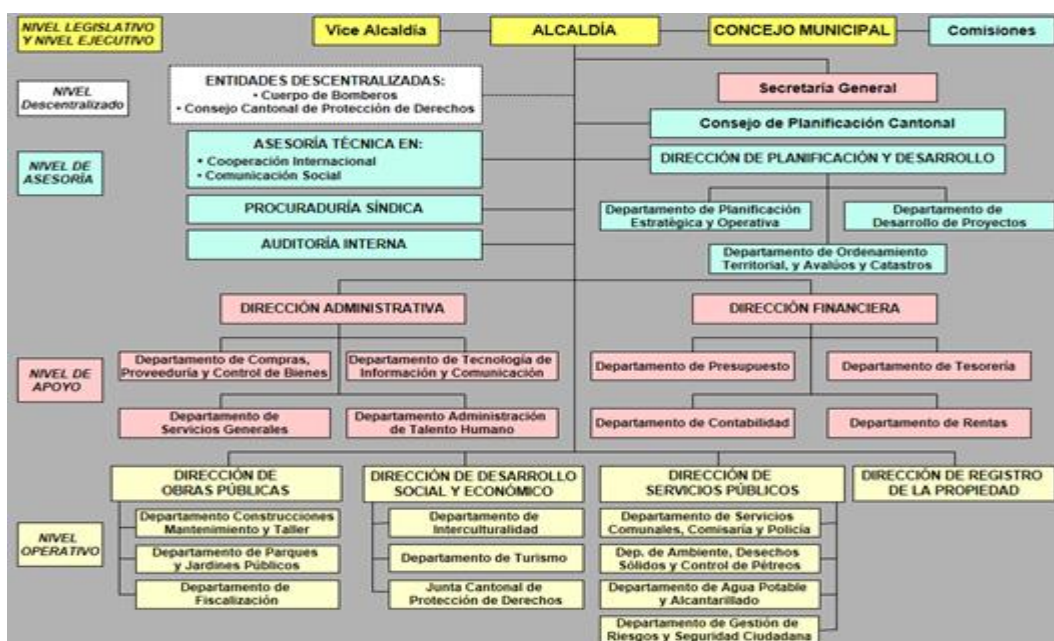 NIVEL LEGISLATIVO
Y NIVEL EJECUTIVO
Vice Alcaldía
ALCALDÍA
CONCEJO MUNICIPAL
Comisiones
NIVEL
Descentralizado
ENTIDADES DESCENTRALIZADAS:
• Cuerpo de Bomberos
• Consejo Cantonal de Protección de Derechos
Secretaría General
Consejo de Planificación Cantonal
NIVEL DE
ASESORÍA
ASESORÍA TÉCNICA EN:
• Cooperación Internacional
• Comunicación Social
DIRECCIÓN DE PLANIFICACIÓN Y DESARROLLO
PROCURADURÍA SÍNDICA
Departamento de Planificación
Estratégica y Operativa
Departamento de
Desarrollo de Proyectos
AUDITORÍA INTERNA
Departamento de Ordenamiento
Territorial, y Avalúos y Catastros
DIRECCIÓN ADMINISTRATIVA
DIRECCIÓN FINANCIERA
NIVEL DE
APOYO
Departamento de Compras,
Proveeduría y Control de Bienes
Departamento de Tecnología de
Información y Comunicación
Departamento de Presupuesto
Departamento de Tesorería
Departamento de
Servicios Generales
Departamento Administración
de Talento Humano
Departamento de Contabilidad
Departamento de Rentas
NIVEL
OPERATIVO
DIRECCIÓN DE
OBRAS PÚBLICAS
DIRECCIÓN DE DESARROLLO
SOCIAL Y ECONÓMICO
DIRECCIÓN DE
SERVICIOS PÚBLICOS
DIRECCIÓN DE REGISTRO
DE LA PROPIEDAD
Departamento Construcciones
Mantenimiento y Taller
Departamento de
Interculturalidad
Departamento de Servicios
Comunales, Comisaría y Policía
Departamento de Parques
y Jardines Públicos
Departamento de Turismo
Dep. de Ambiente, Desechos
Sólidos y Control de Pétreos
Departamento de
Fiscalización
Junta Cantonal de
Protección de Derechos
Departamento de Agua Potable
y Alcantarillado
Departamento de Gestión de
Riesgos y Seguridad Ciudadana